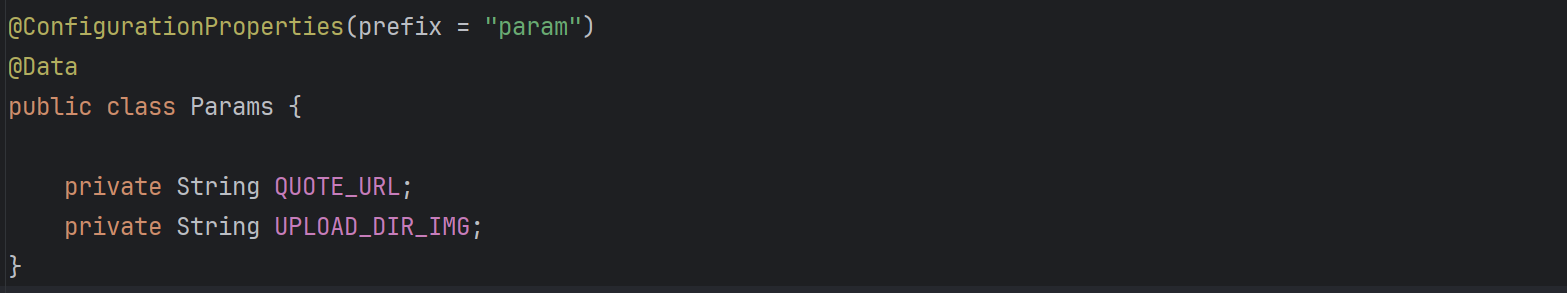 @ConfigurationProperties(prefix = "param")
@Data
public class Params {
private String QUOTE_URL;
private String UPLOAD_DIR_IMG;
}